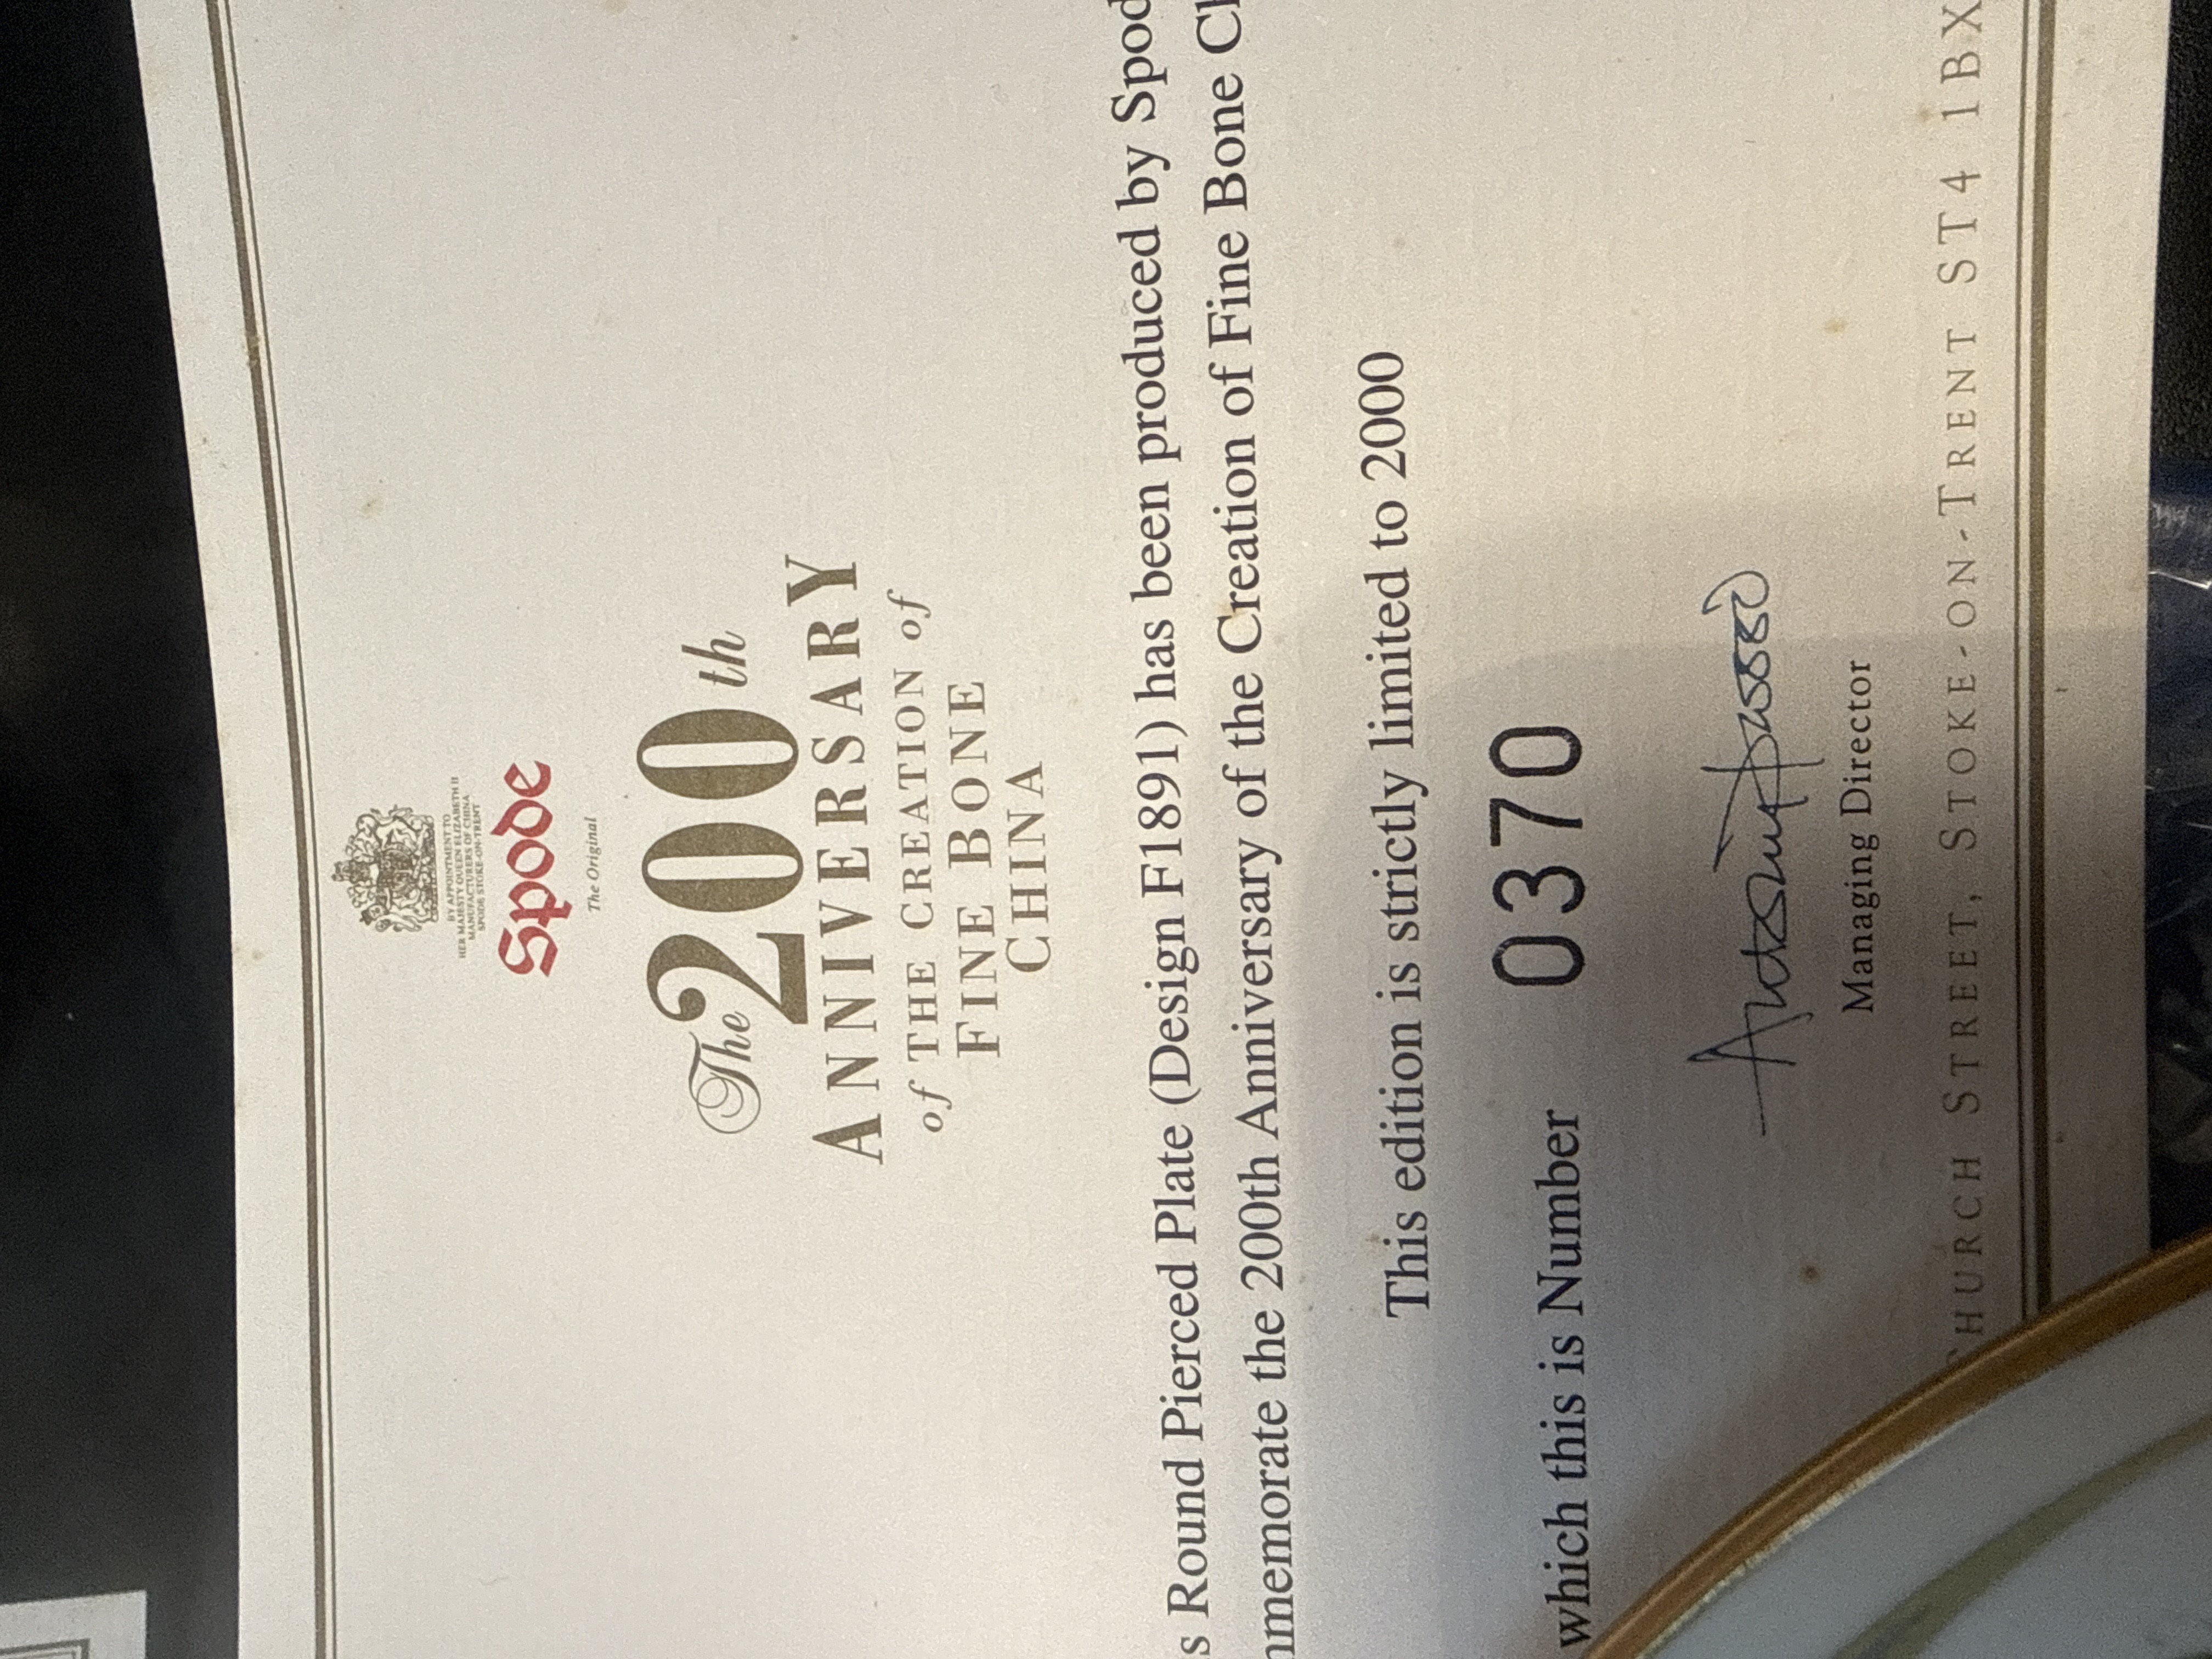 BY APPOINTMENT TO
HER MAJESTY QUEEN ELIZABETH II
MANUFACTURERS OF CHINA
SPODE STOKE-ON-TRENT
Spode
The Original
The 200th
ANNIVERSARY
of THE CREATION of
FINE BONE
CHINA
s Round Pierced Plate (Design F1891) has been produced by Spod
memorate the 200th Anniversary of the Creation of Fine Bone Ch
This edition is strictly limited to 2000
which this is Number 0370
Managing Director
CHURCH STREET, STOKE-ON-TRENT ST4 1BX